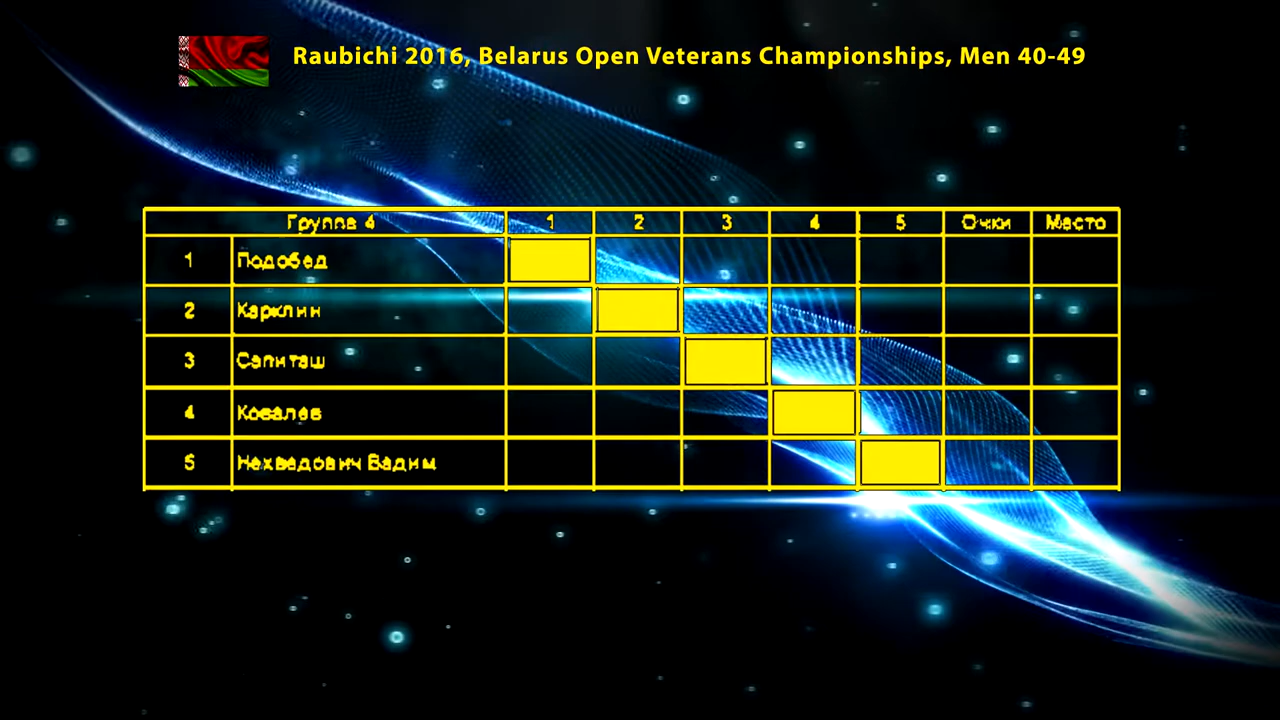 Raubichi 2016, Belarus Open Veterans Championships, Men 40-49
Группа 4 1 2 3 4 5 Очки Место
1 Подобед
2 Карклин
3 Сапиташ
4 Ковалев
5 Нехведович Вадим